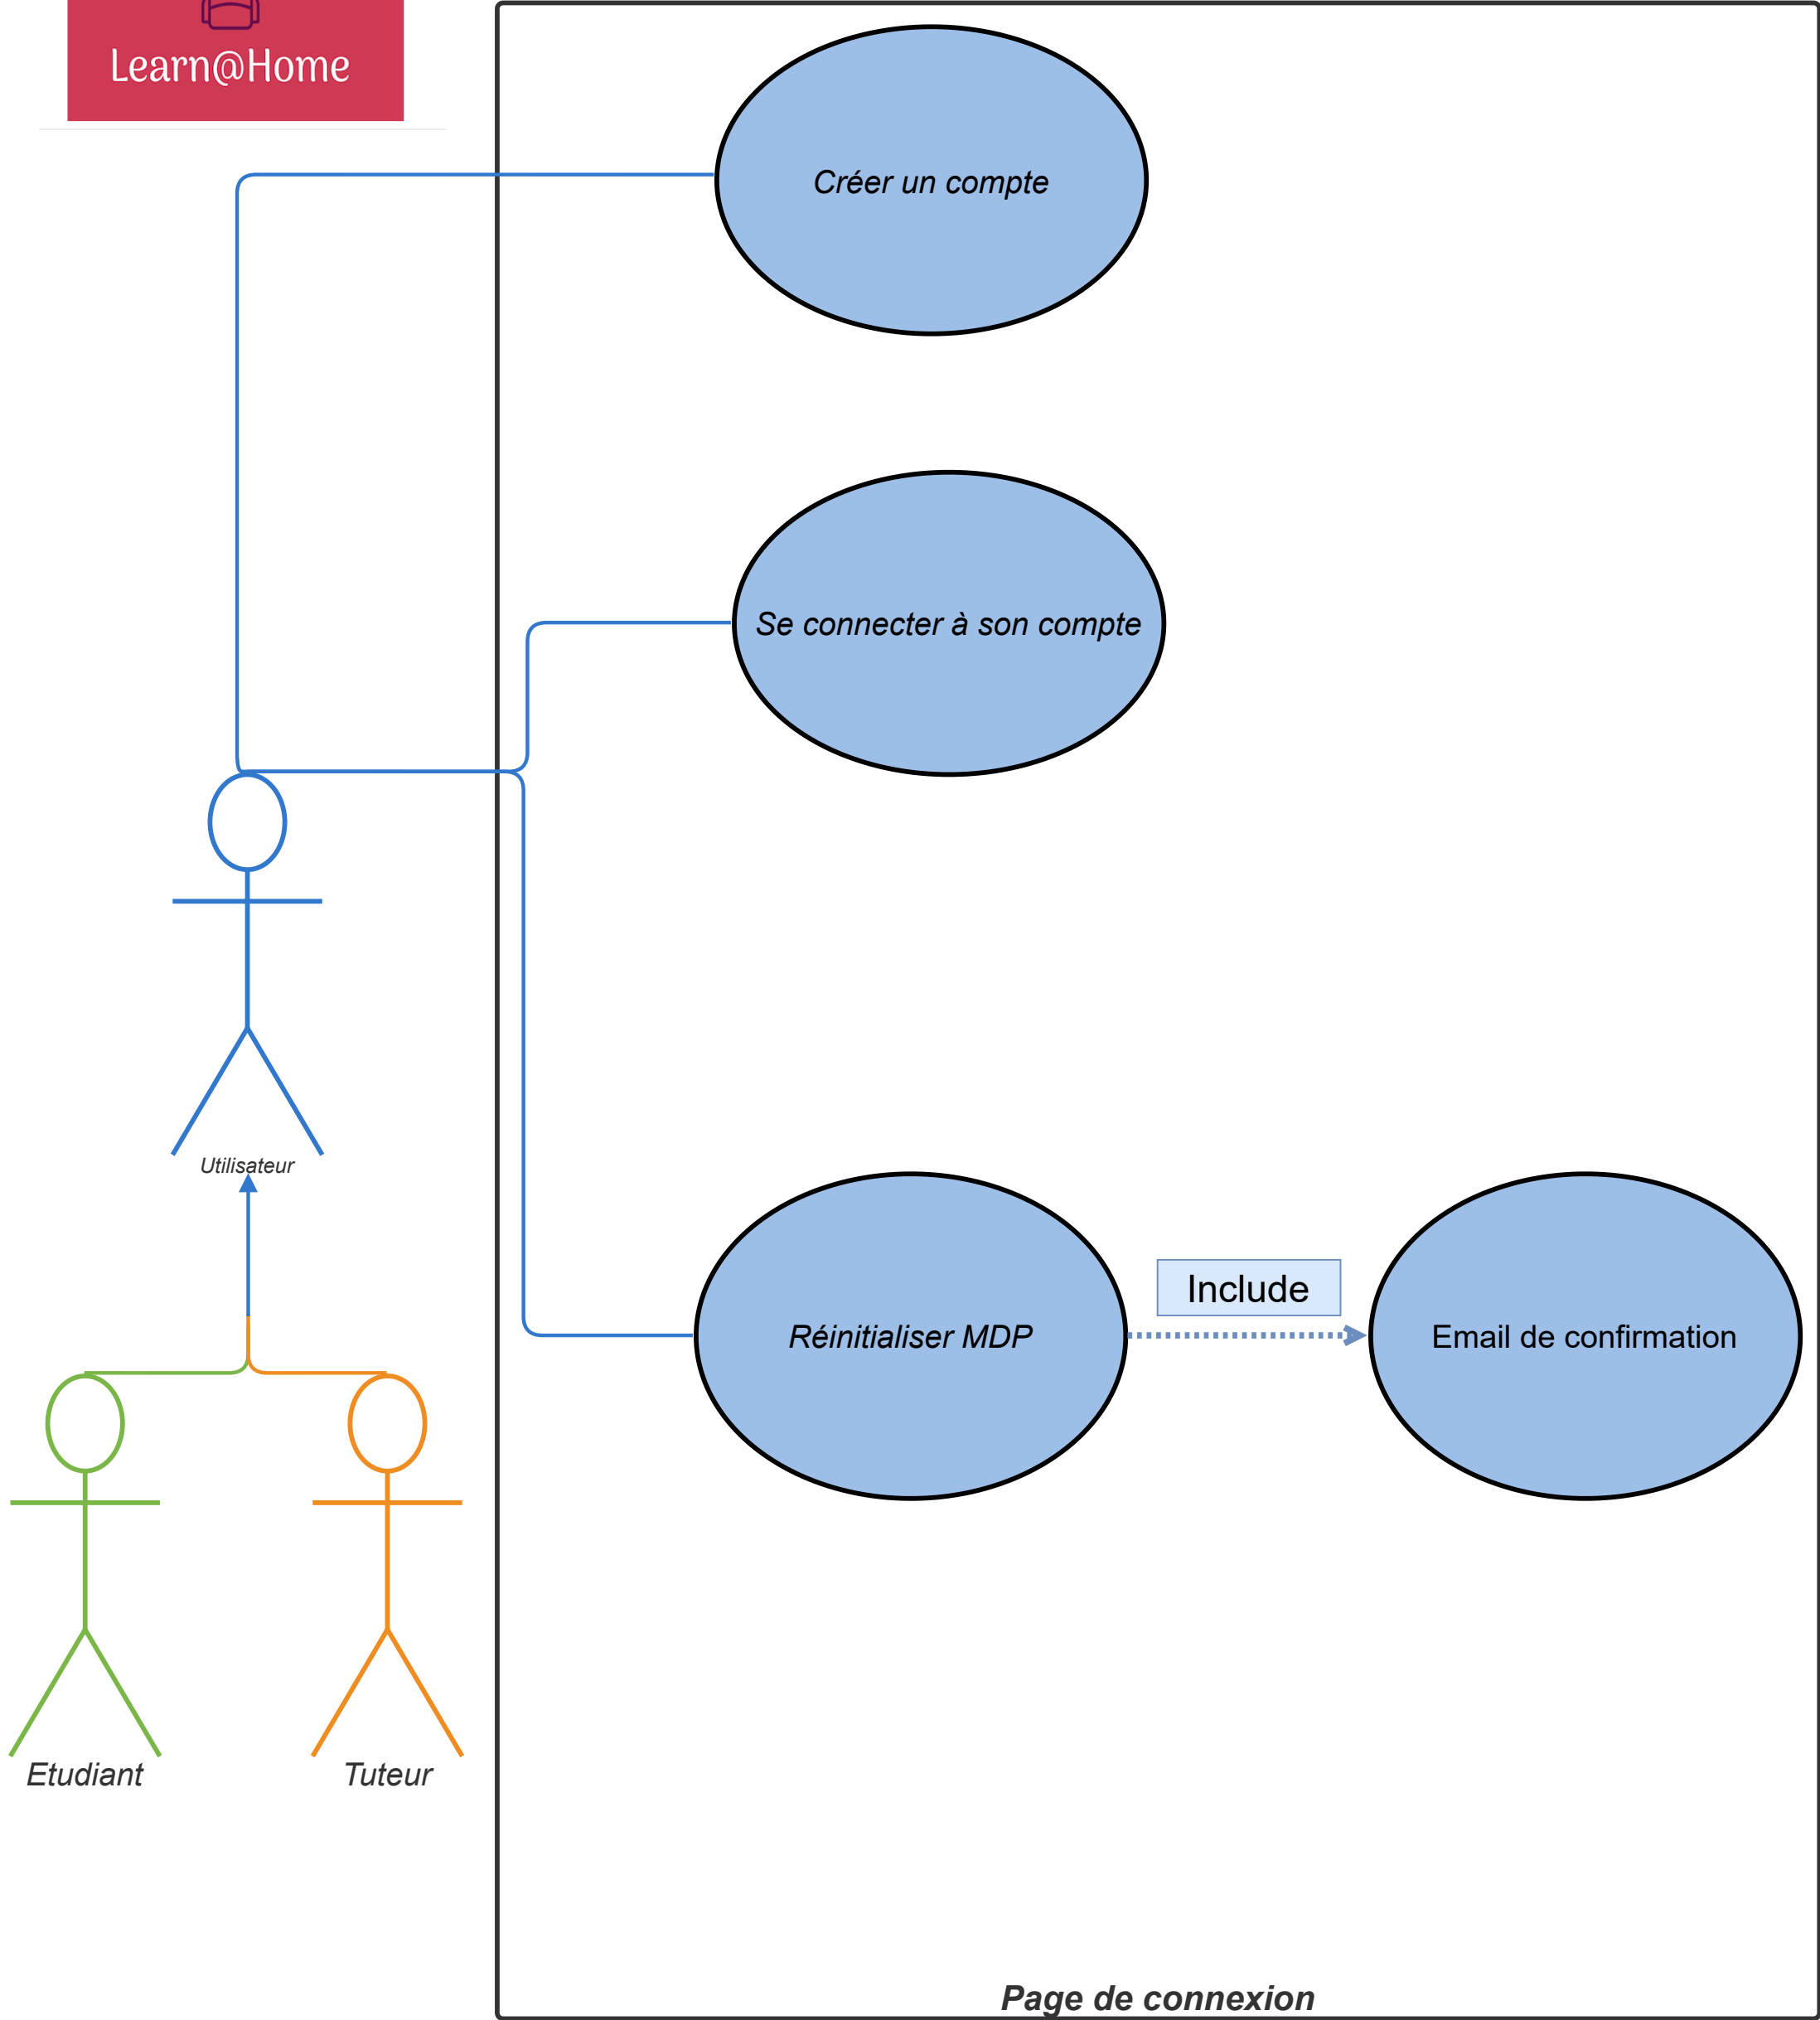 Learn@Home
Créer un compte
Se connecter à son compte
Utilisateur
Include
Réinitialiser MDP
Email de confirmation
Etudiant
Tuteur
Page de connexion